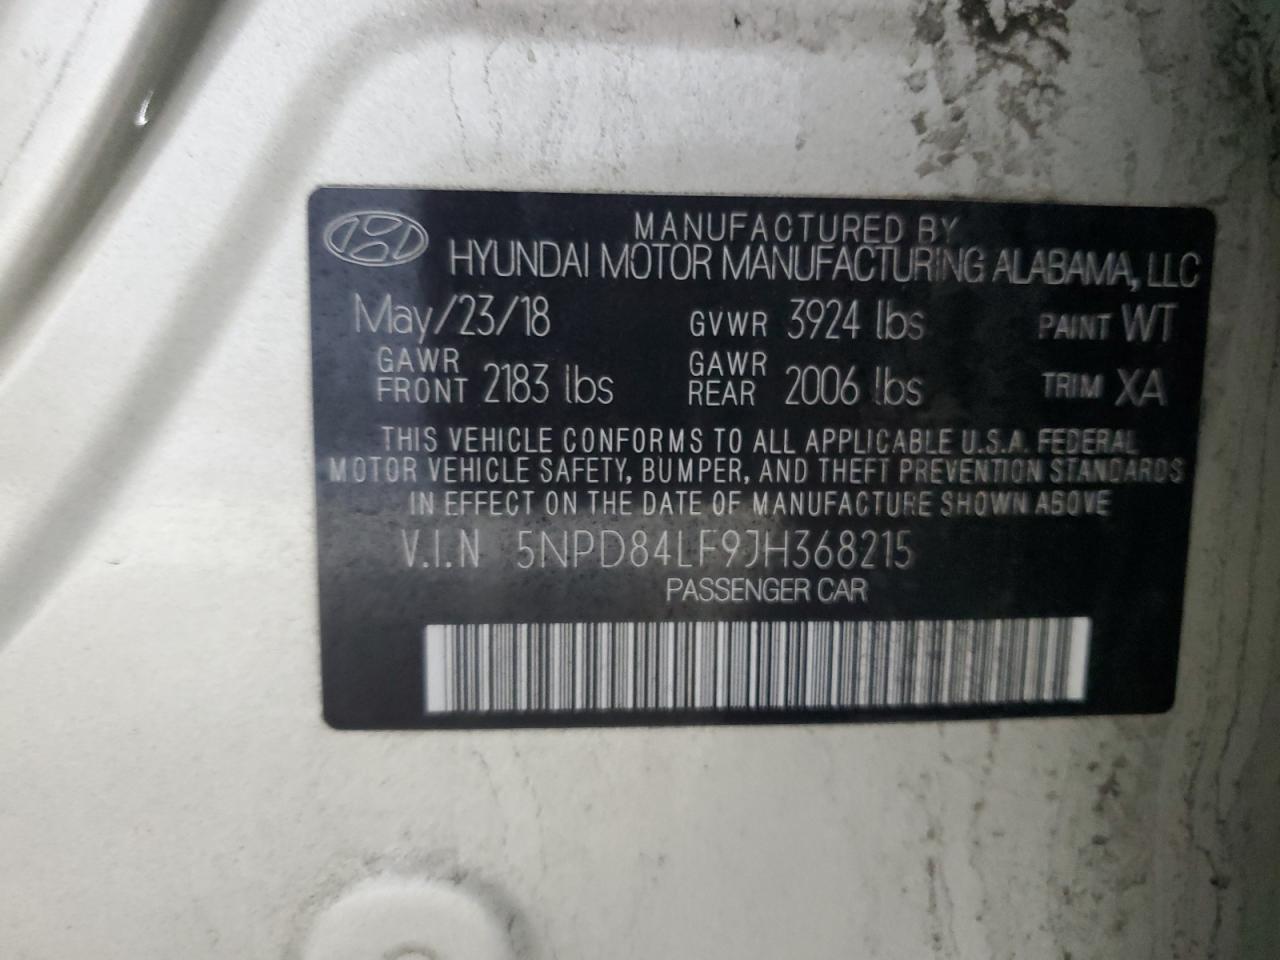 MANUFACTURED BY
HYUNDAI MOTOR MANUFACTURING ALABAMA, LLC
May/23/18 GVWR 3924 lbs PAINT WT
GAWR FRONT 2183 lbs GAWR REAR 2006 lbs TRIM XA
THIS VEHICLE CONFORMS TO ALL APPLICABLE U.S.A. FEDERAL
MOTOR VEHICLE SAFETY, BUMPER, AND THEFT PREVENTION STANDARDS
IN EFFECT ON THE DATE OF MANUFACTURE SHOWN ABOVE
V.I.N 5NPD84LF9JH368215
PASSENGER CAR